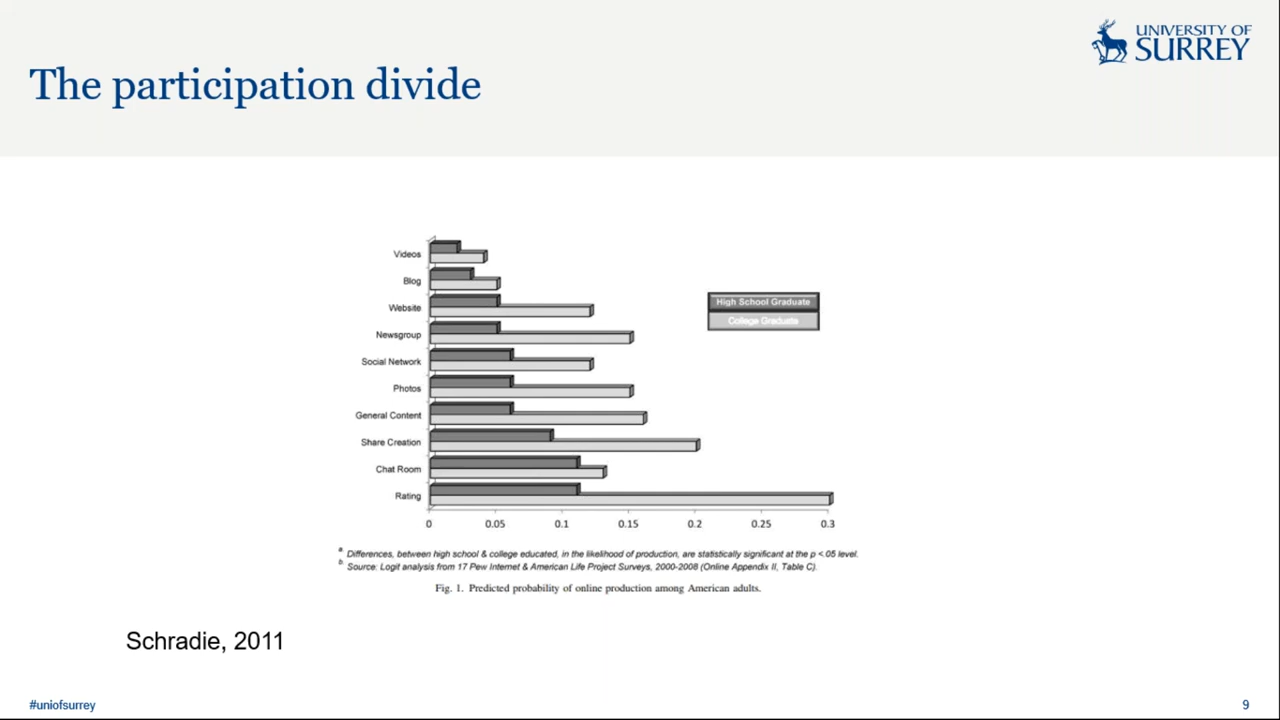 UNIVERSITY OF
SURREY
The participation divide
Videos
Blog
Website
Newsgroup
Social Network
Photos
General Content
Share Creation
Chat Room
Rating
High School Graduate
College Graduate
0 0.05 0.1 0.15 0.2 0.25 0.3
a. Differences, between high school & college educated, in the likelihood of production, are statistically significant at the p <.05 level.
b. Source: Logit analysis from 17 Pew Internet & American Life Project Surveys, 2000-2008 (Online Appendix II, Table C).
Fig. 1. Predicted probability of online production among American adults.
Schradie, 2011
#uniofsurrey
9